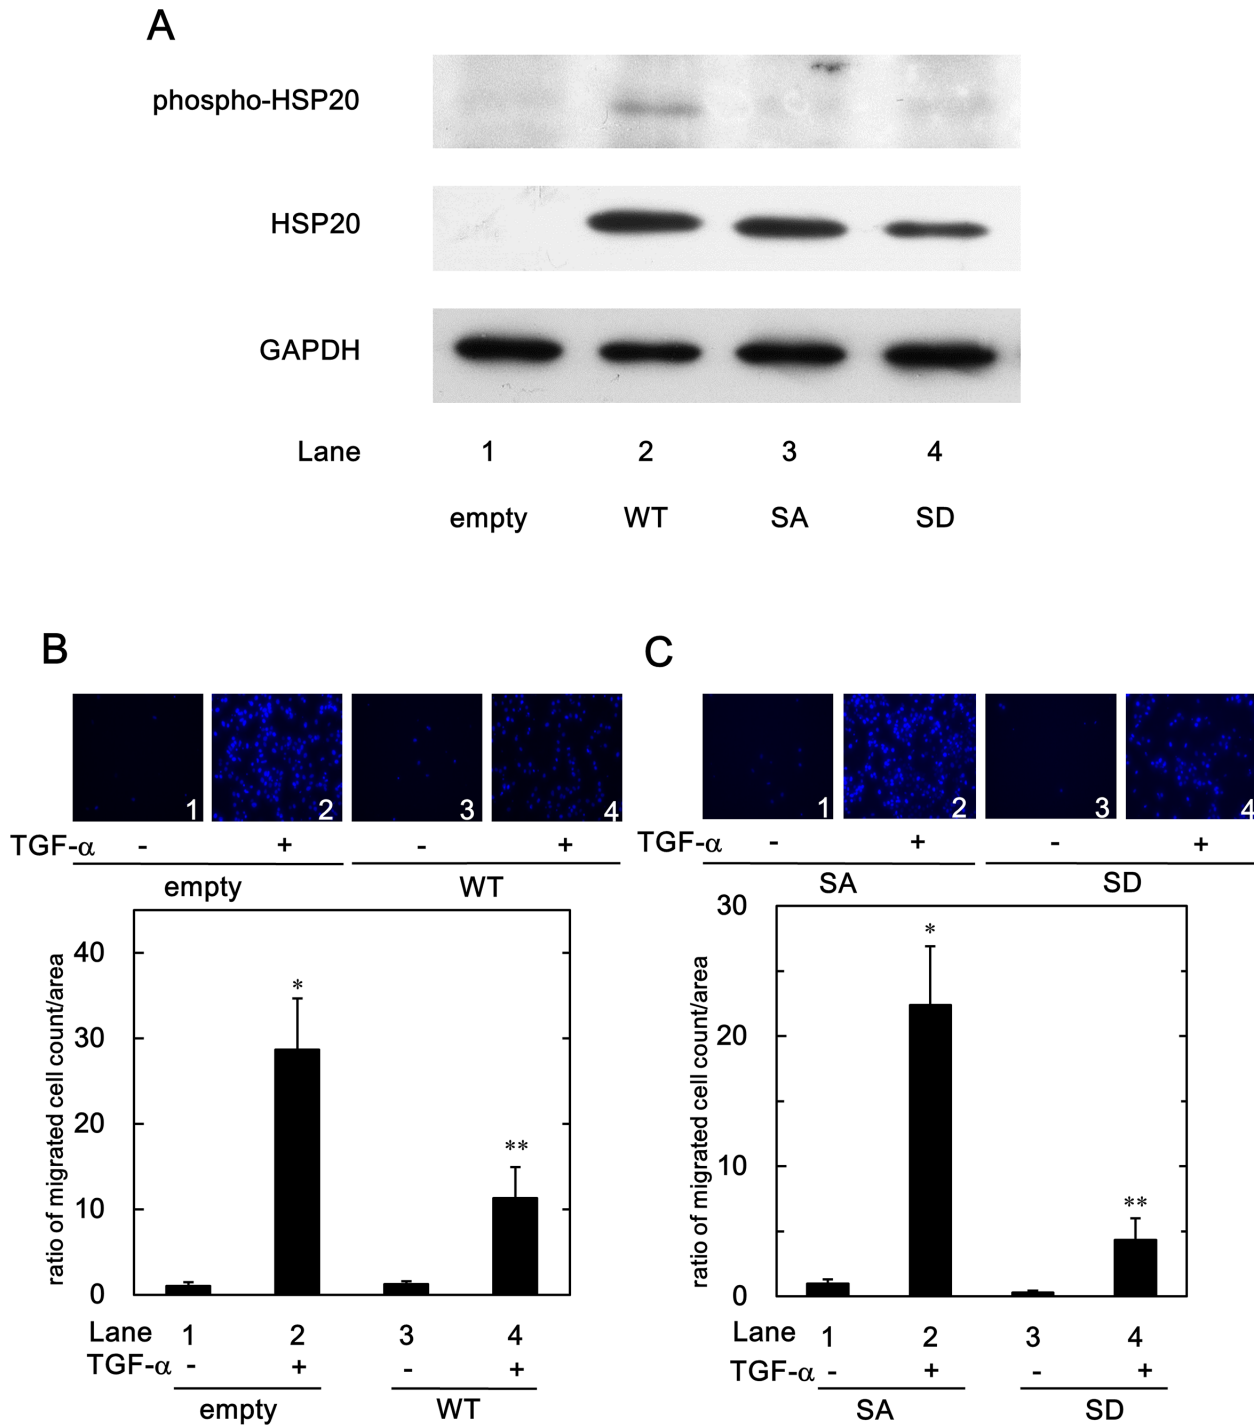 A
phospho-HSP20
HSP20
GAPDH
Lane 1 2 3 4
empty WT SA SD
B
1 2 3 4
TGF-α - + - +
empty WT
40
30
20
10
0
ratio of migrated cell count/area
* **
Lane 1 2 3 4
TGF-α - + - +
empty WT
C
1 2 3 4
TGF-α - + - +
SA SD
30
20
10
0
ratio of migrated cell count/area
* **
Lane 1 2 3 4
TGF-α - + - +
SA SD